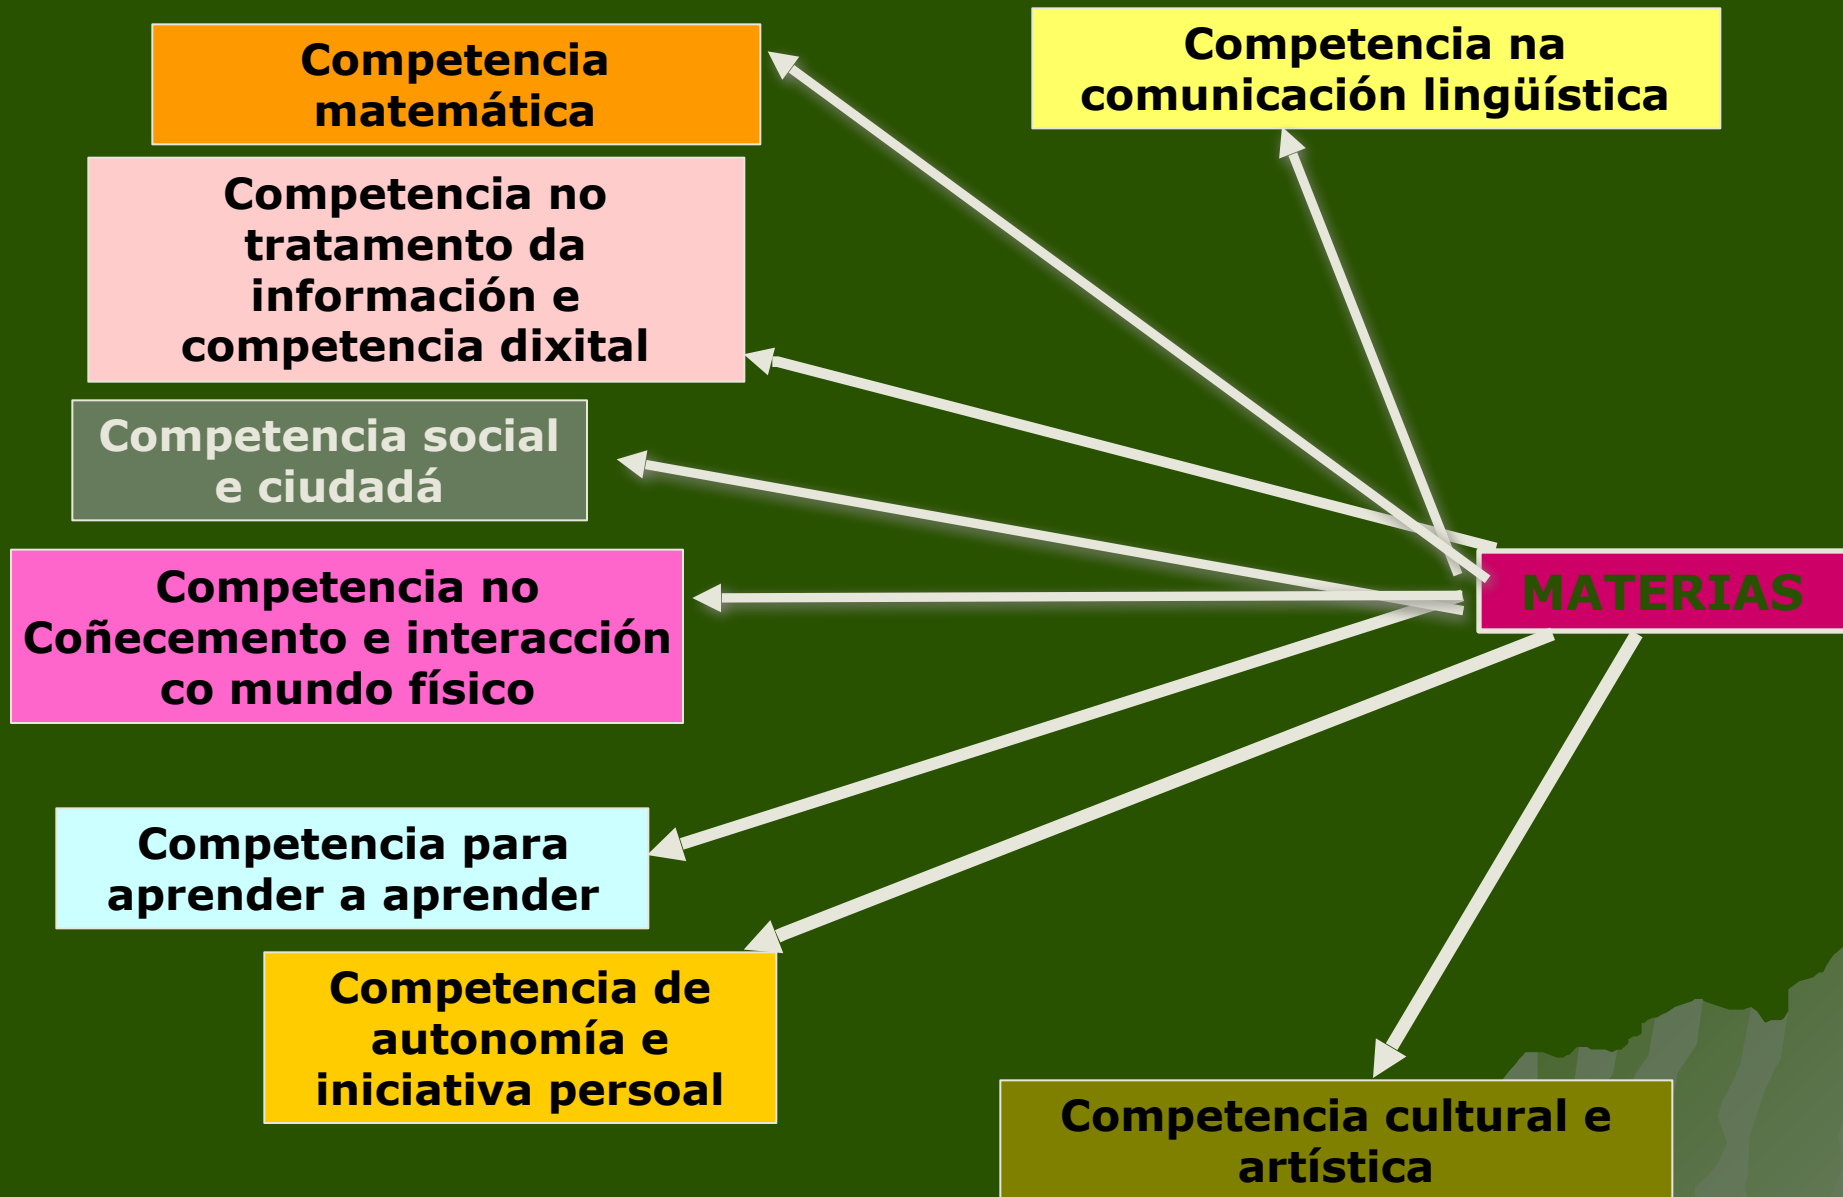 Competencia
matemática
Competencia na
comunicación lingüística
Competencia no
tratamento da
información e
competencia dixital
Competencia social
e ciudadá
Competencia no
Coñecemento e interacción
co mundo físico
MATERIAS
Competencia para
aprender a aprender
Competencia de
autonomía e
iniciativa persoal
Competencia cultural e
artística